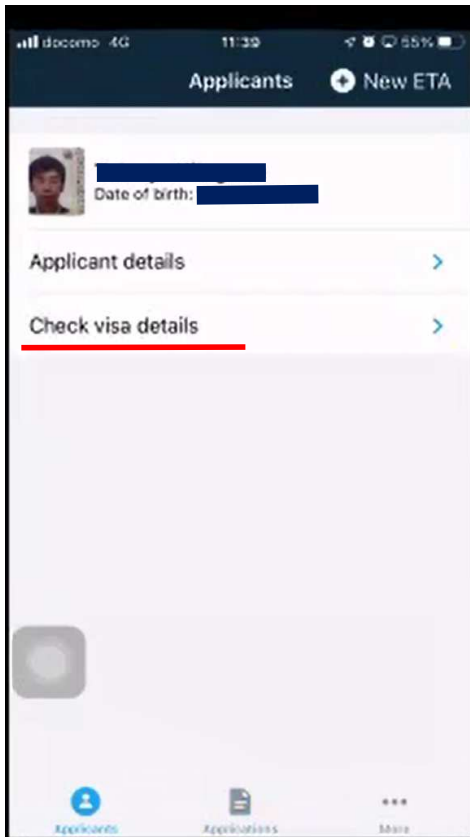 docomo 4G 11:39 55%
Applicants New ETA
Date of birth:
Applicant details
Check visa details
Applicants Applications More